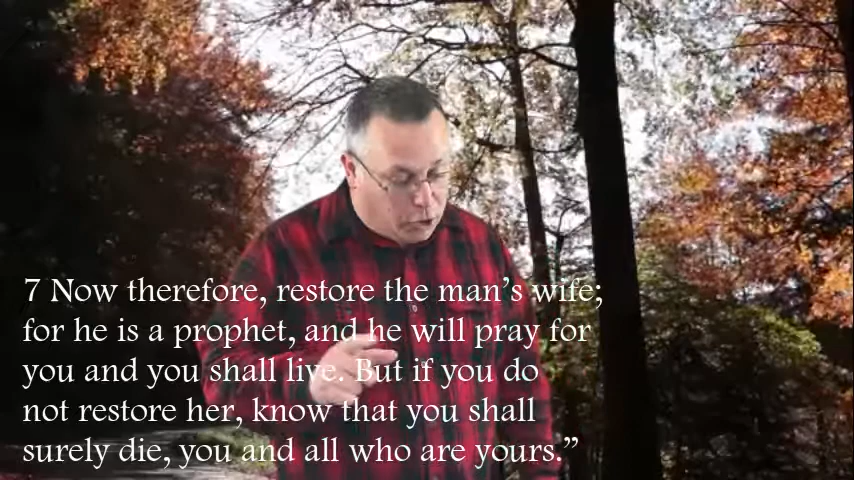 7 Now therefore, restore the man’s wife;
for he is a prophet, and he will pray for
you and you shall live. But if you do
not restore her, know that you shall
surely die, you and all who are yours.”